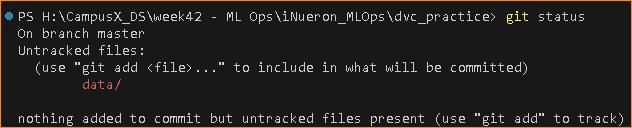 PS H:\CampusX_DS\week42 - ML Ops\iNueron_MLOps\dvc_practice> git status
On branch master
Untracked files:
  (use "git add <file>..." to include in what will be committed)
        data/

nothing added to commit but untracked files present (use "git add" to track)